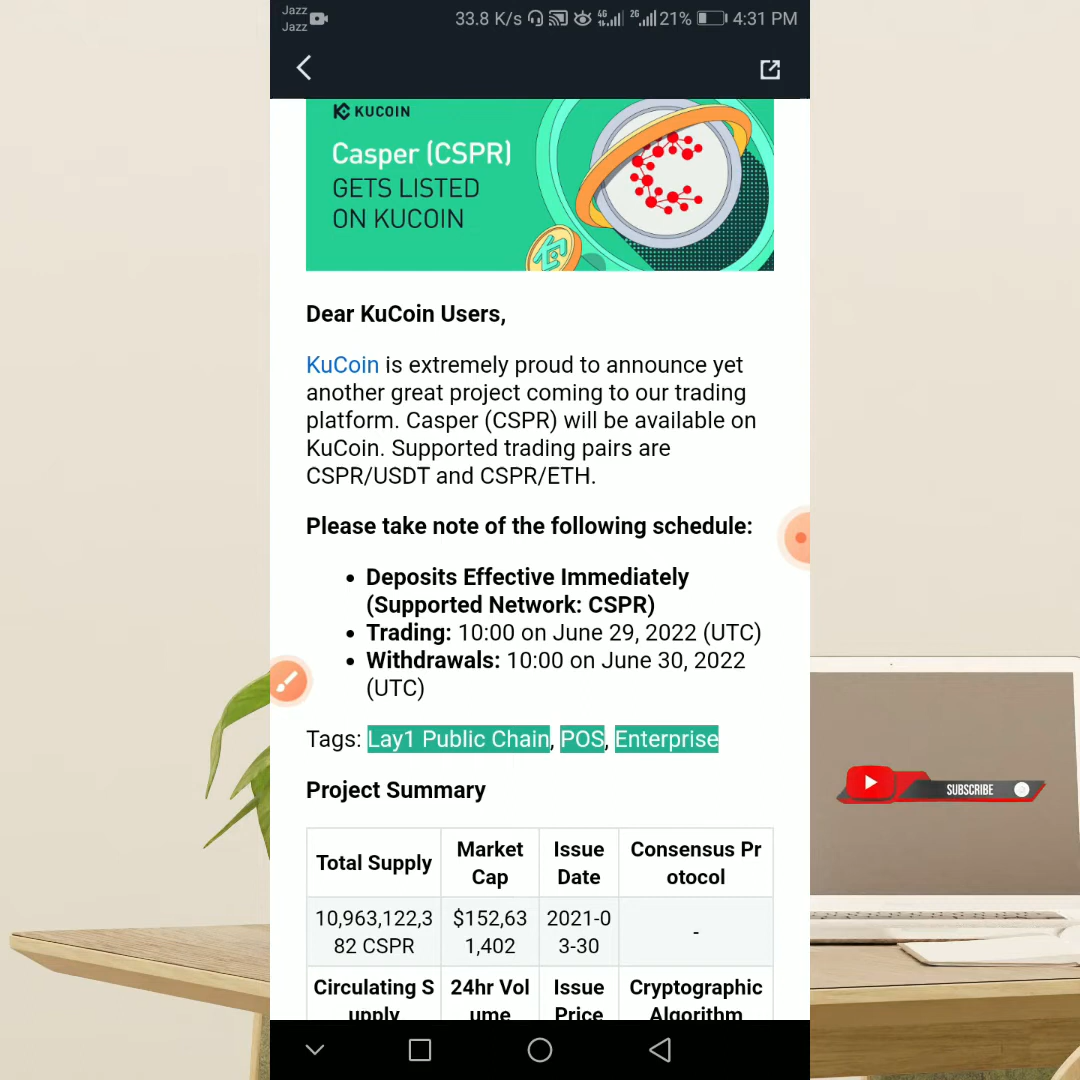 Jazz
Jazz
33.8 K/s 4G 2G 21% 4:31 PM
KUCOIN
Casper (CSPR)
GETS LISTED
ON KUCOIN
Dear KuCoin Users,
KuCoin is extremely proud to announce yet
another great project coming to our trading
platform. Casper (CSPR) will be available on
KuCoin. Supported trading pairs are
CSPR/USDT and CSPR/ETH.
Please take note of the following schedule:
• Deposits Effective Immediately
(Supported Network: CSPR)
• Trading: 10:00 on June 29, 2022 (UTC)
• Withdrawals: 10:00 on June 30, 2022
(UTC)
Tags: Lay1 Public Chain, POS, Enterprise
Project Summary
Total Supply
Market
Cap
Issue
Date
Consensus Pr
otocol
10,963,122,3
82 CSPR
$152,63
1,402
2021-0
3-30
-
Circulating S
upply
24hr Vol
ume
Issue
Price
Cryptographic
Algorithm
SUBSCRIBE